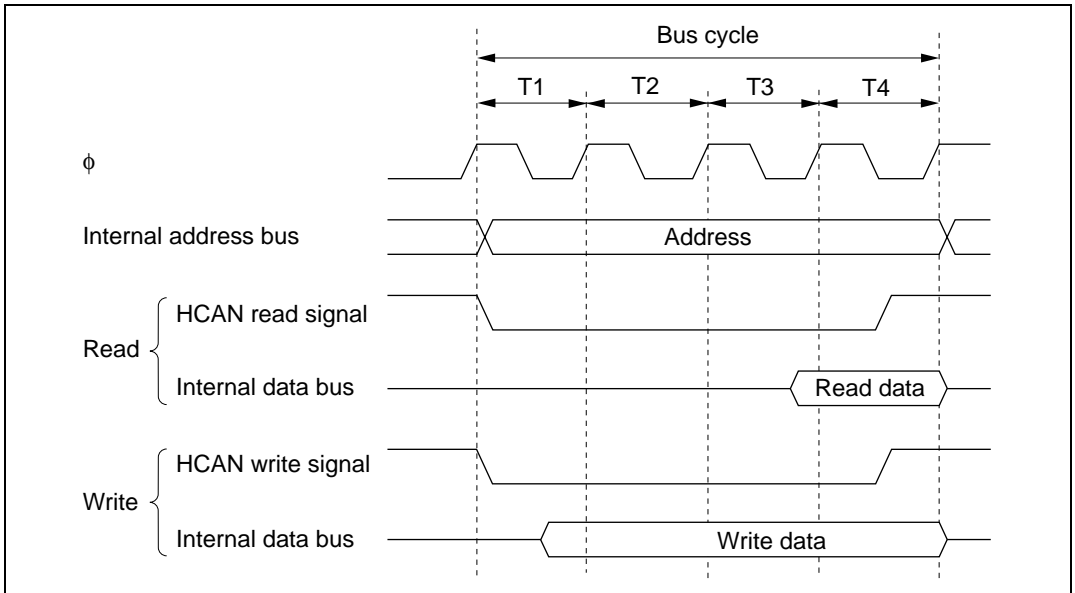 Bus cycle
T1 T2 T3 T4
ϕ
Internal address bus Address
HCAN read signal
Read
Internal data bus Read data
HCAN write signal
Write
Internal data bus Write data